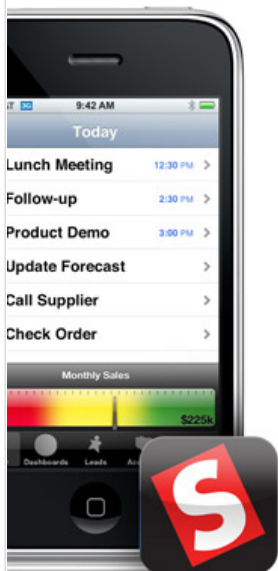 3G 9:42 AM
Today
Lunch Meeting 12:30 PM
Follow-up 2:30 PM
Product Demo 3:00 PM
Update Forecast
Call Supplier
Check Order
Monthly Sales
$225k
Dashboards Leads
S